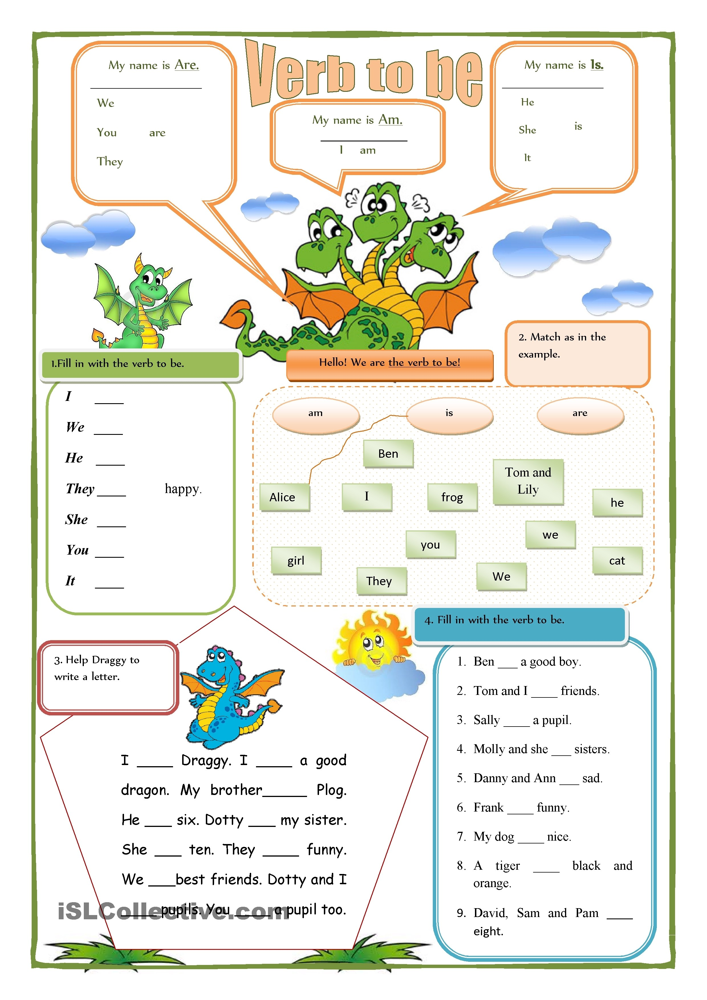 Verb to be
My name is Are.
We
You are
They
My name is Am.
I am
My name is Is.
He
She is
It
Hello! We are the verb to be!
1.Fill in with the verb to be.
I ____
We ____
He ____
They ____ happy.
She ____
You ____
It ____
2. Match as in the
example.
am is are
Ben
Tom and
Lily
Alice I frog he
you we
girl cat
They We
3. Help Draggy to
write a letter.
I ____ Draggy. I ____ a good
dragon. My brother_____ Plog.
He ___ six. Dotty ___ my sister.
She ___ ten. They ____ funny.
We ___best friends. Dotty and I
____ pupils. You ____ a pupil too.
iSLCollective.com
4. Fill in with the verb to be.
1. Ben ___ a good boy.
2. Tom and I ____ friends.
3. Sally ____ a pupil.
4. Molly and she ___ sisters.
5. Danny and Ann ___ sad.
6. Frank ____ funny.
7. My dog ____ nice.
8. A tiger ____ black and
orange.
9. David, Sam and Pam ____
eight.